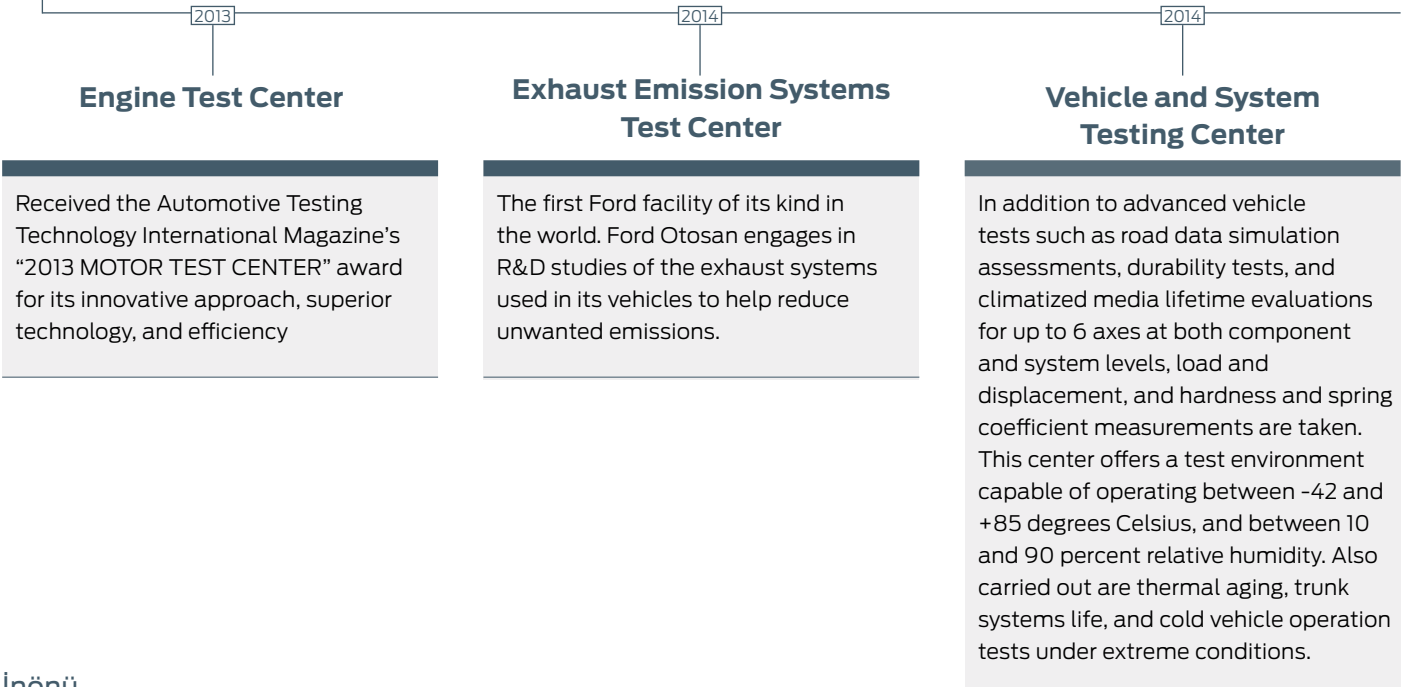 2013
Engine Test Center
Received the Automotive Testing
Technology International Magazine's
“2013 MOTOR TEST CENTER” award
for its innovative approach, superior
technology, and efficiency
2014
Exhaust Emission Systems
Test Center
The first Ford facility of its kind in
the world. Ford Otosan engages in
R&D studies of the exhaust systems
used in its vehicles to help reduce
unwanted emissions.
2014
Vehicle and System
Testing Center
In addition to advanced vehicle
tests such as road data simulation
assessments, durability tests, and
climatized media lifetime evaluations
for up to 6 axes at both component
and system levels, load and
displacement, and hardness and spring
coefficient measurements are taken.
This center offers a test environment
capable of operating between -42 and
+85 degrees Celsius, and between 10
and 90 percent relative humidity. Also
carried out are thermal aging, trunk
systems life, and cold vehicle operation
tests under extreme conditions.
İnönü